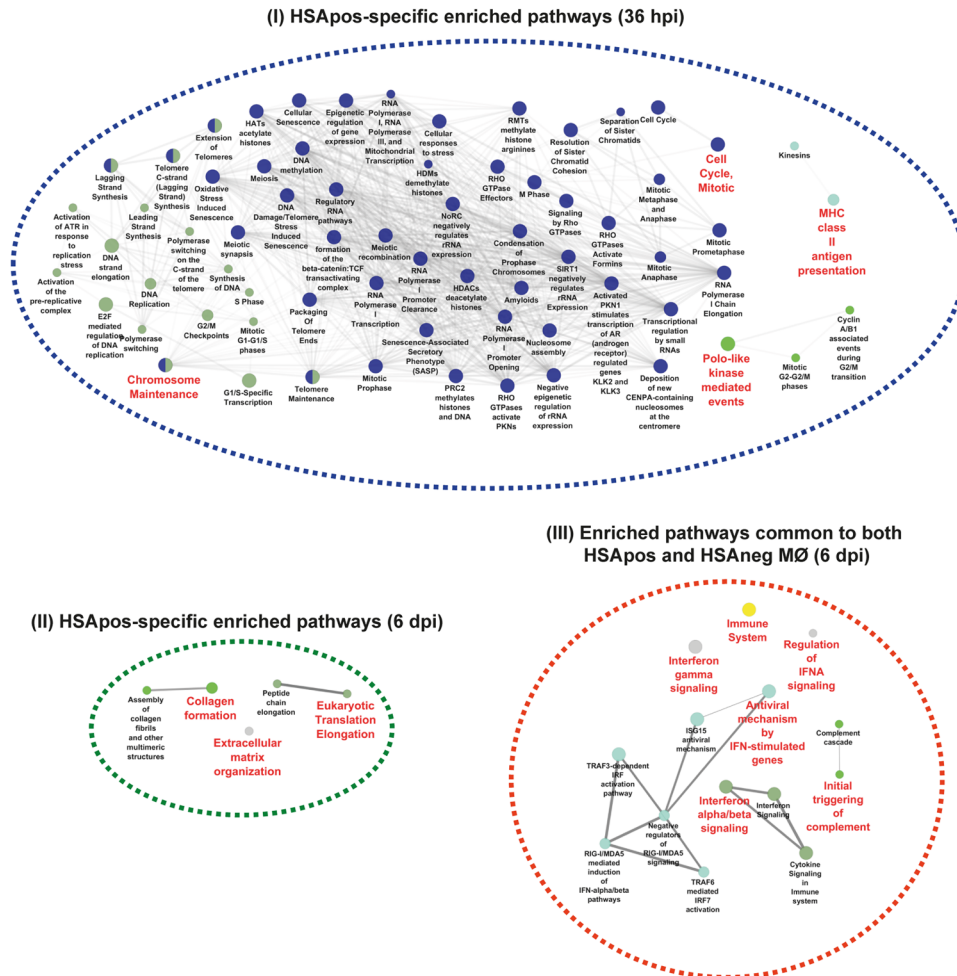 (I) HSApos-specific enriched pathways (36 hpi)
HATs
acetylate
histones
Cellular
Senescence
Epigenetic
regulation
of gene
expression
RNA
Polymerase
I, RNA
Polymerase
III, and
Mitochondrial
Transcription
Cellular
responses
to stress
RMTs
methylate
histone
arginines
Resolution
of Sister
Chromatid
Cohesion
Separation
of Sister
Chromatids
Cell Cycle
Cell
Cycle,
Mitotic
Kinesins
MHC
class
II
antigen
presentation
Extension
of
Telomeres
Lagging
Strand
Synthesis
Telomere
C-strand
(Lagging
Strand)
Synthesis
Oxidative
Stress
Induced
Senescence
Meiosis
DNA
methylation
DNA
Damage/Telomere
Stress
Induced
Senescence
Regulatory
RNA
pathways
HDMs
demethylate
histones
RHO
GTPase
Effectors
M Phase
Signaling
by Rho
GTPases
Mitotic
Metaphase
and
Anaphase
Mitotic
Prometaphase
Activation
of ATR in
response
to
replication
stress
Leading
Strand
Synthesis
DNA
strand
elongation
Polymerase
switching
on the
C-strand
of the
telomere
Meiotic
synapsis
formation of
the
beta-catenin:TCF
transactivating
complex
Meiotic
recombination
NoRC
negatively
regulates
rRNA
expression
Condensation
of
Prophase
Chromosomes
RHO
GTPases
Activate
Formins
Mitotic
Anaphase
RNA
Polymerase
I Chain
Elongation
Activation
of the
pre-replicative
complex
DNA
Replication
Synthesis
of DNA
S Phase
RNA
Polymerase
I
Promoter
Clearance
HDACs
deacetylate
histones
SIRT1
negatively
regulates
rRNA
Expression
Amyloids
Activated
PKN1
stimulates
transcription
of AR
(androgen
receptor)
regulated
genes
KLK2 and
KLK3
Transcriptional
regulation
by small
RNAs
E2F
mediated
regulation
of DNA
replication
Polymerase
switching
G2/M
Checkpoints
Mitotic
G1-G1/S
phases
Packaging
Of
Telomere
Ends
RNA
Polymerase
I
Transcription
Senescence-Associated
Secretory
Phenotype
(SASP)
RNA
Polymerase
I
Promoter
Opening
Nucleosome
assembly
Chromosome
Maintenance
G1/S-Specific
Transcription
Telomere
Maintenance
Mitotic
Prophase
PRC2
methylates
histones
and DNA
RHO
GTPases
activate
PKNs
Negative
epigenetic
regulation
of rRNA
expression
Deposition
of new
CENPA-containing
nucleosomes
at the
centromere
Polo-like
kinase
mediated
events
Mitotic
G2-G2/M
phases
Cyclin
A/B1
associated
events
during
G2/M
transition
(II) HSApos-specific enriched pathways (6 dpi)
Assembly
of
collagen
fibrils
and other
multimeric
structures
Collagen
formation
Extracellular
matrix
organization
Peptide
chain
elongation
Eukaryotic
Translation
Elongation
(III) Enriched pathways common to both
HSApos and HSAneg MØ (6 dpi)
Immune
System
Interferon
gamma
signaling
Regulation
of
IFNA
signaling
Antiviral
mechanism
by
IFN-stimulated
genes
ISG15
antiviral
mechanism
Complement
cascade
Initial
triggering
of
complement
TRAF3-dependent
IRF
activation
pathway
Interferon
alpha/beta
signaling
Interferon
Signaling
Negative
regulators
of
RIG-I/MDA5
signaling
RIG-I/MDA5
mediated
induction
of
IFN-alpha/beta
pathways
TRAF6
mediated
IRF7
activation
Cytokine
Signaling
in
Immune
system